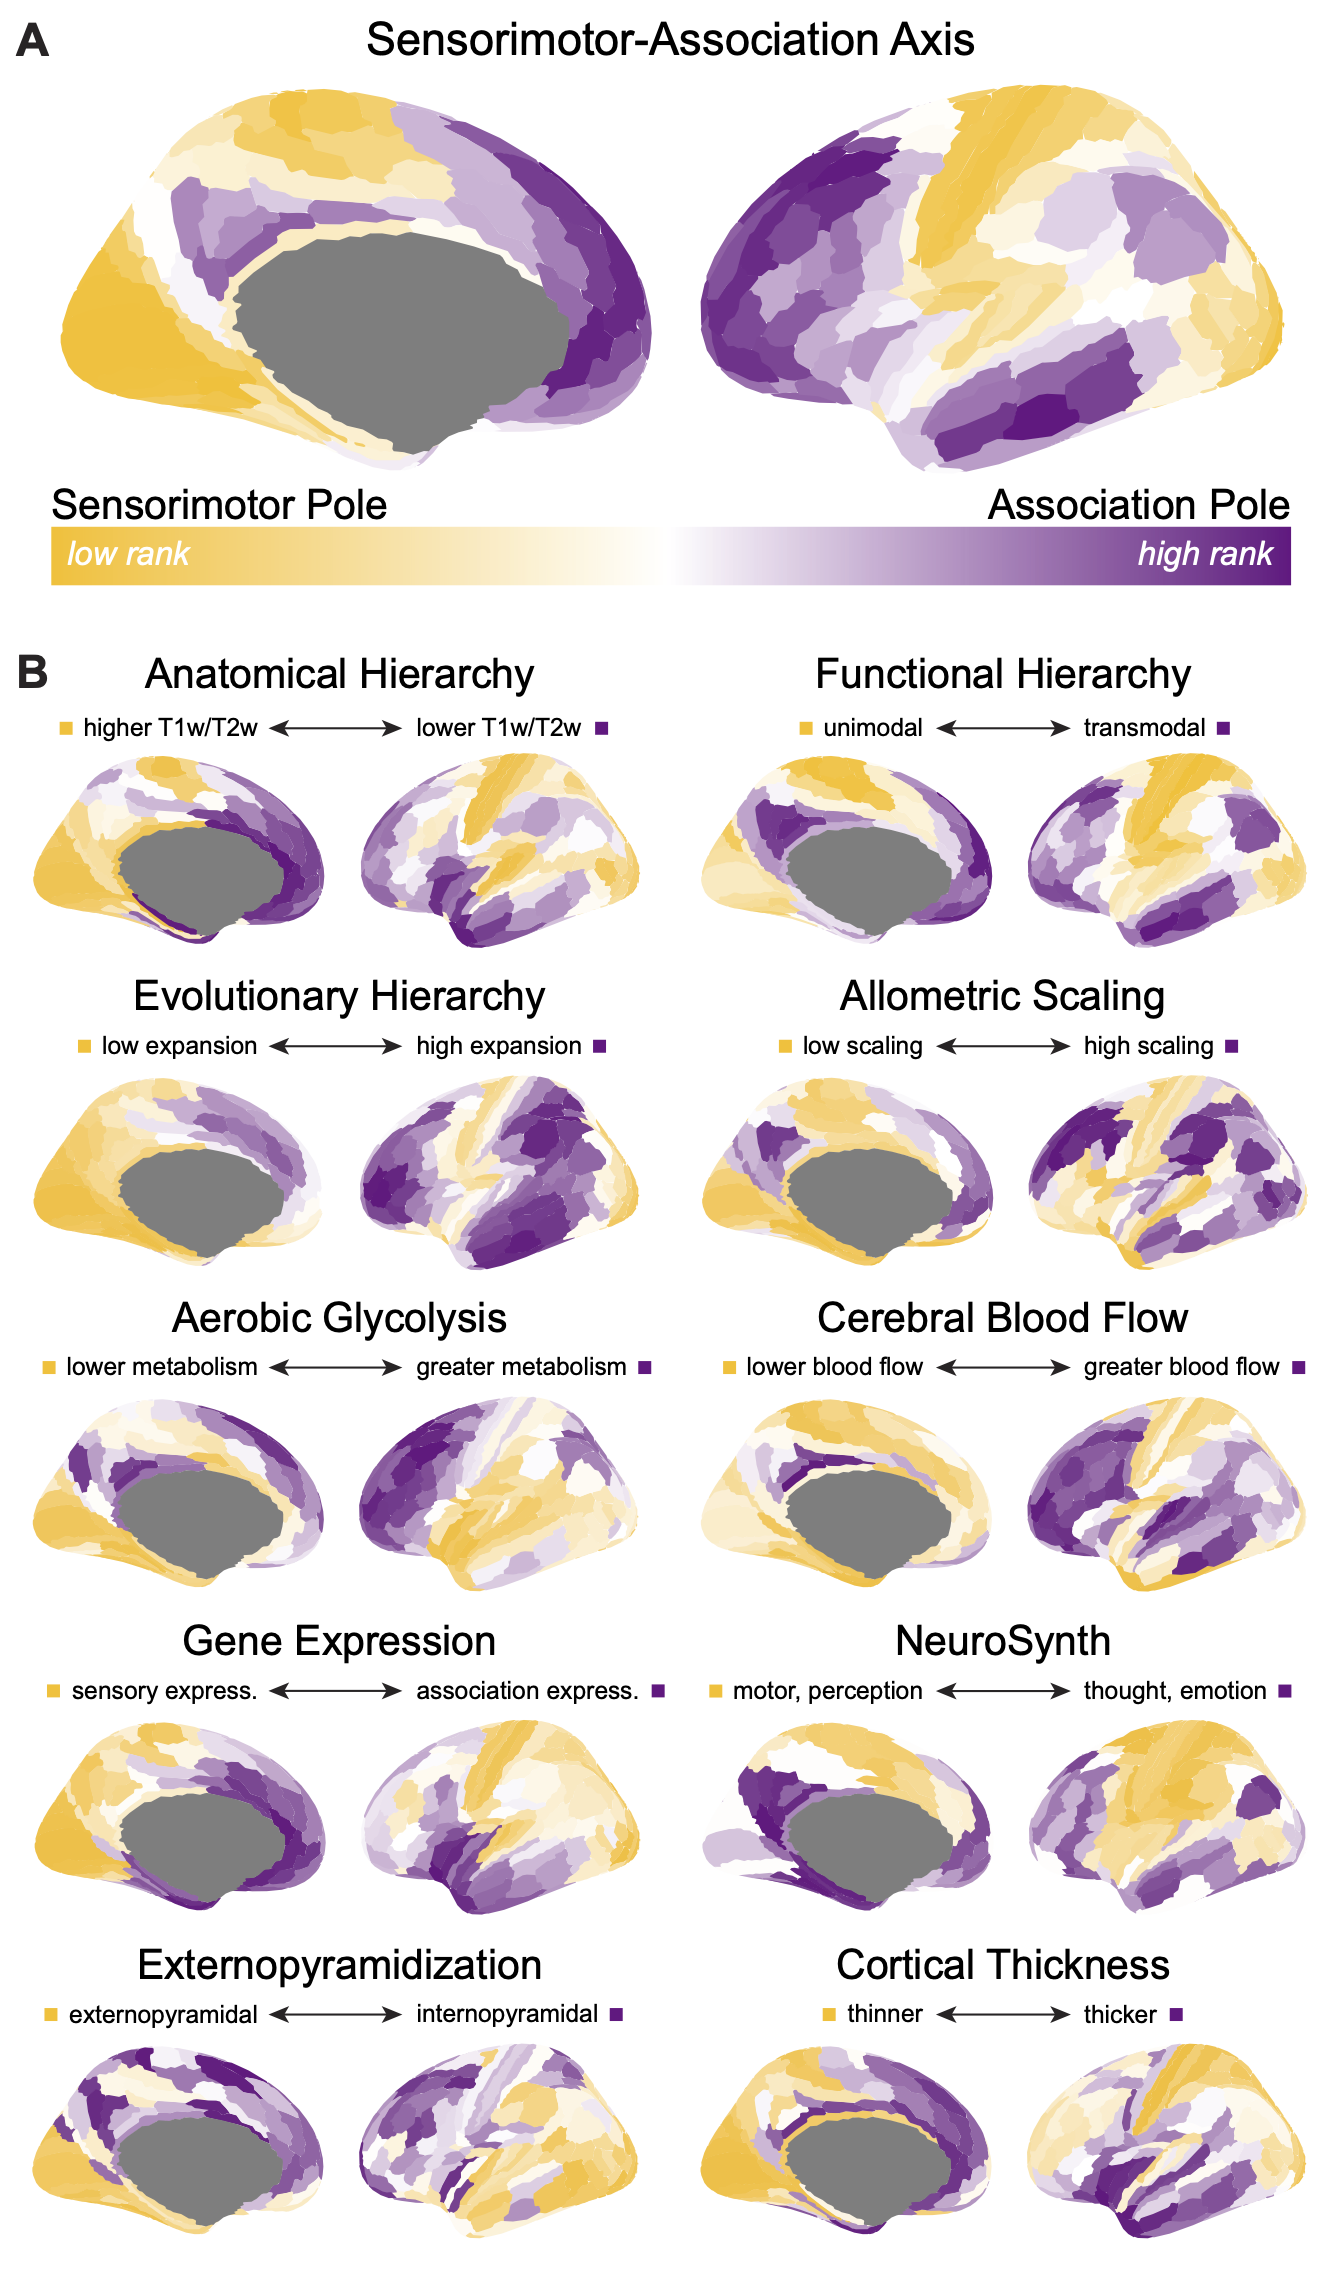 A
Sensorimotor-Association Axis
Sensorimotor Pole
Association Pole
low rank
high rank
B
Anatomical Hierarchy
higher T1w/T2w
lower T1w/T2w
Functional Hierarchy
unimodal
transmodal
Evolutionary Hierarchy
low expansion
high expansion
Allometric Scaling
low scaling
high scaling
Aerobic Glycolysis
lower metabolism
greater metabolism
Cerebral Blood Flow
lower blood flow
greater blood flow
Gene Expression
sensory express.
association express.
NeuroSynth
motor, perception
thought, emotion
Externopyramidization
externopyramidal
internopyramidal
Cortical Thickness
thinner
thicker